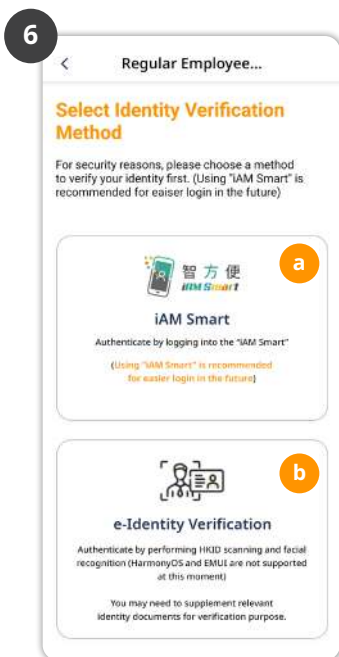 6
< Regular Employee...
Select Identity Verification
Method
For security reasons, please choose a method
to verify your identity first. (Using "iAM Smart" is
recommended for eaiser login in the future)
a
智方便
iAM Smart
iAM Smart
Authenticate by logging into the "iAM Smart"
(Using "iAM Smart" is recommended
for easier login in the future)
b
e-Identity Verification
Authenticate by performing HKID scanning and facial
recognition (HarmonyOS and EMUI are not supported
at this moment)
You may need to supplement relevant
identity documents for verification purpose.